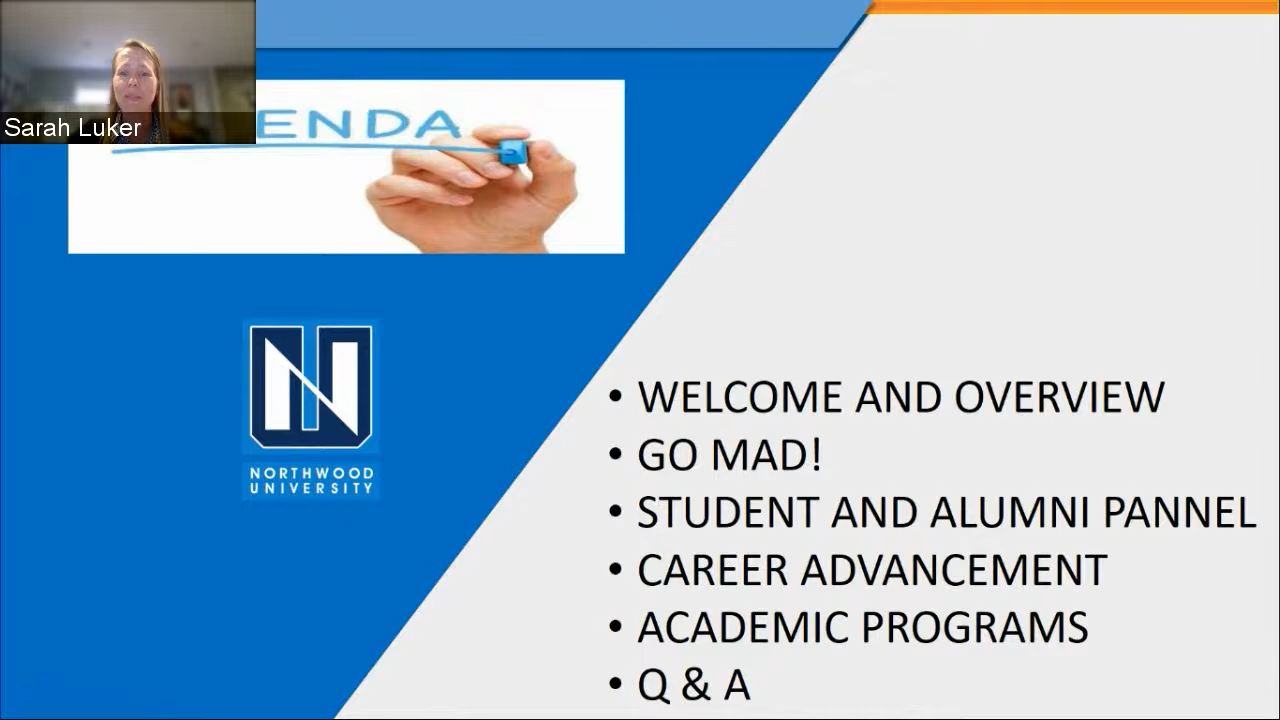 Sarah Luker
ENDA
NORTHWOOD
UNIVERSITY
• WELCOME AND OVERVIEW
• GO MAD!
• STUDENT AND ALUMNI PANNEL
• CAREER ADVANCEMENT
• ACADEMIC PROGRAMS
• Q & A